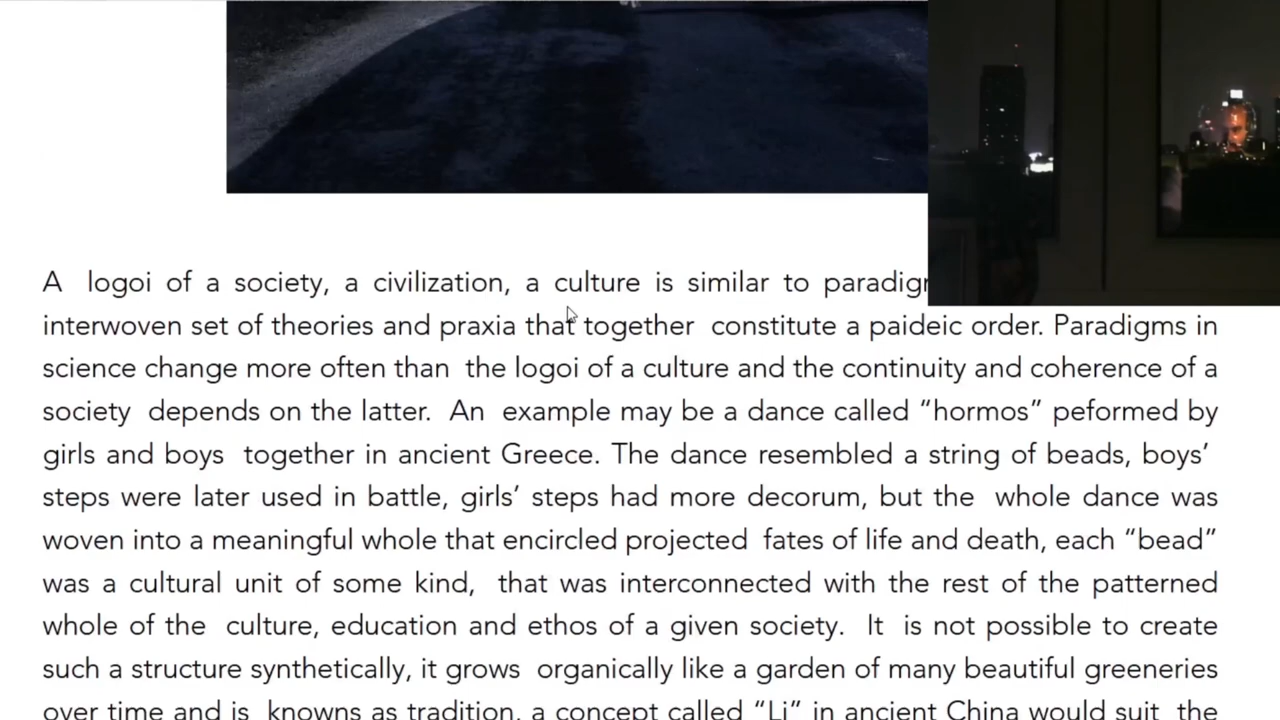 A logoi of a society, a civilization, a culture is similar to
interwoven set of theories and praxia that together constitute a paideic order. Paradigms in
science change more often than the logoi of a culture and the continuity and coherence of a
society depends on the latter. An example may be a dance called “hormos” peformed by
girls and boys together in ancient Greece. The dance resembled a string of beads, boys’
steps were later used in battle, girls’ steps had more decorum, but the whole dance was
woven into a meaningful whole that encircled projected fates of life and death, each “bead”
was a cultural unit of some kind, that was interconnected with the rest of the patterned
whole of the culture, education and ethos of a given society. It is not possible to create
such a structure synthetically, it grows organically like a garden of many beautiful greeneries
over time and is knowns as tradition, a concept called “Li” in ancient China would suit the